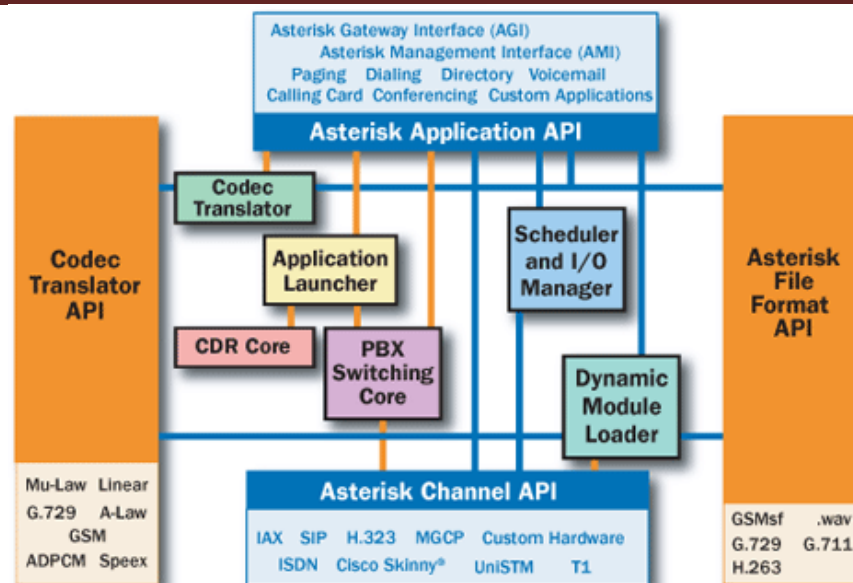 Asterisk Gateway Interface (AGI)
Asterisk Management Interface (AMI)
Paging Dialing Directory Voicemail
Calling Card Conferencing Custom Applications
Asterisk Application API
Codec
Translator
API
Mu-Law Linear
G.729 A-Law
GSM
ADPCM Speex
Codec
Translator
Application
Launcher
CDR Core
PBX
Switching
Core
Scheduler
and I/O
Manager
Dynamic
Module
Loader
Asterisk
File
Format
API
GSMsf .wav
G.729 G.711
H.263
Asterisk Channel API
IAX SIP H.323 MGCP Custom Hardware
ISDN Cisco Skinny® UniSTM T1